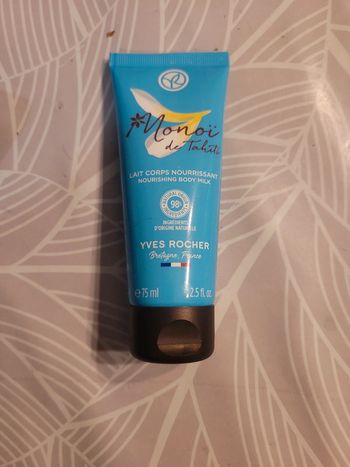 Monoï
de Tahiti
LAIT CORPS NOURRISSANT
NOURISHING BODY MILK
98%
INGRÉDIENTS
D'ORIGINE NATURELLE
YVES ROCHER
Bretagne, France
℮ 75 ml 2.5 fl. oz.